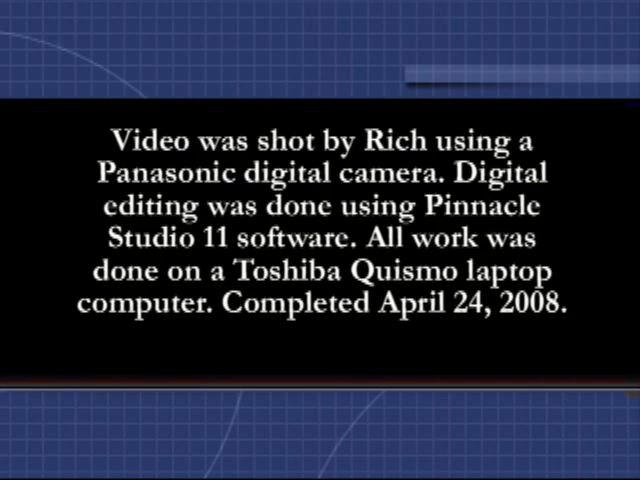 Video was shot by Rich using a
Panasonic digital camera. Digital
editing was done using Pinnacle
Studio 11 software. All work was
done on a Toshiba Quismo laptop
computer. Completed April 24, 2008.